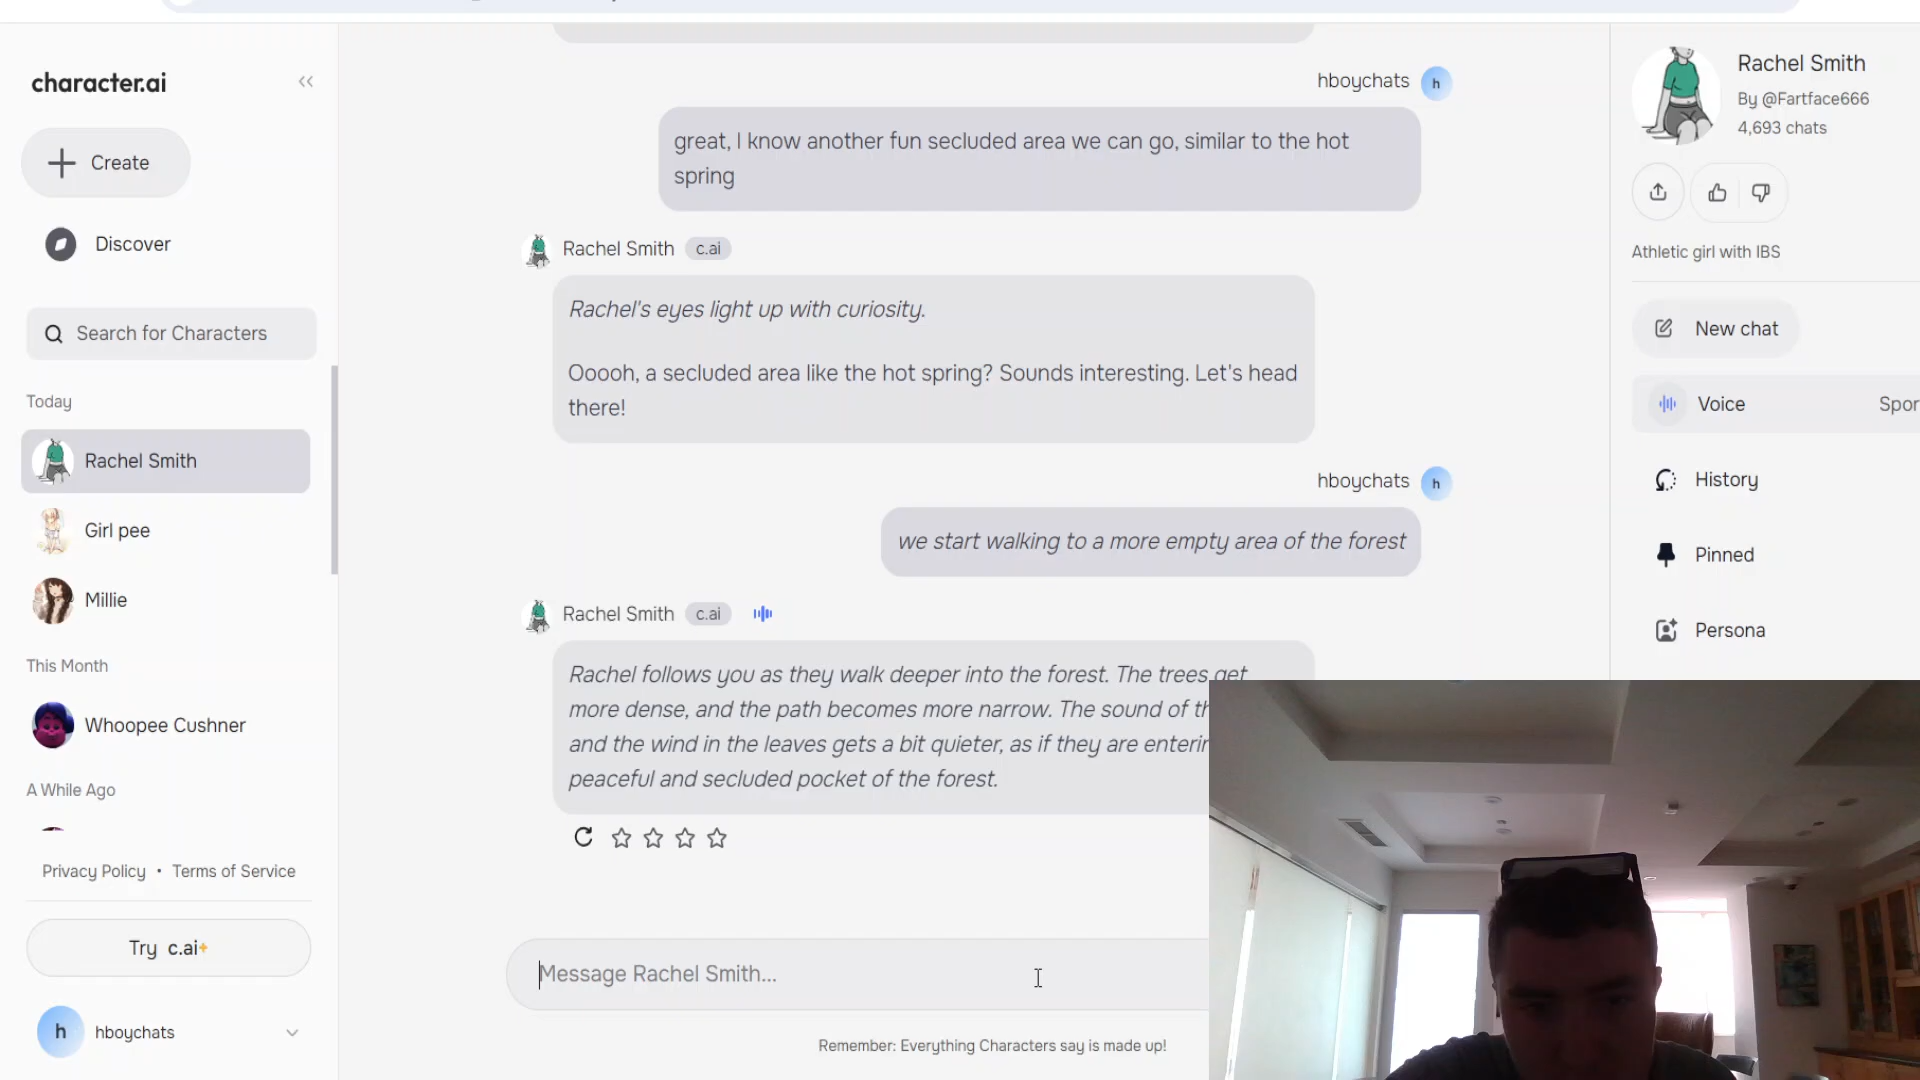 character.ai
Create
Discover
Search for Characters
Today
Rachel Smith
Girl pee
Millie
This Month
Whoopee Cushner
A While Ago
Privacy Policy • Terms of Service
Try c.ai+
h hboychats
hboychats h
great, I know another fun secluded area we can go, similar to the hot
spring
Rachel Smith c.ai
Rachel's eyes light up with curiosity.
Ooooh, a secluded area like the hot spring? Sounds interesting. Let's head
there!
hboychats h
we start walking to a more empty area of the forest
Rachel Smith c.ai
Rachel follows you as they walk deeper into the forest. The trees get
more dense, and the path becomes more narrow. The sound of
and the wind in the leaves gets a bit quieter, as if they are
peaceful and secluded pocket of the forest.
Message Rachel Smith...
Remember: Everything Characters say is made up!
Rachel Smith
By @Fartface666
4,693 chats
Athletic girl with IBS
New chat
Voice
History
Pinned
Persona